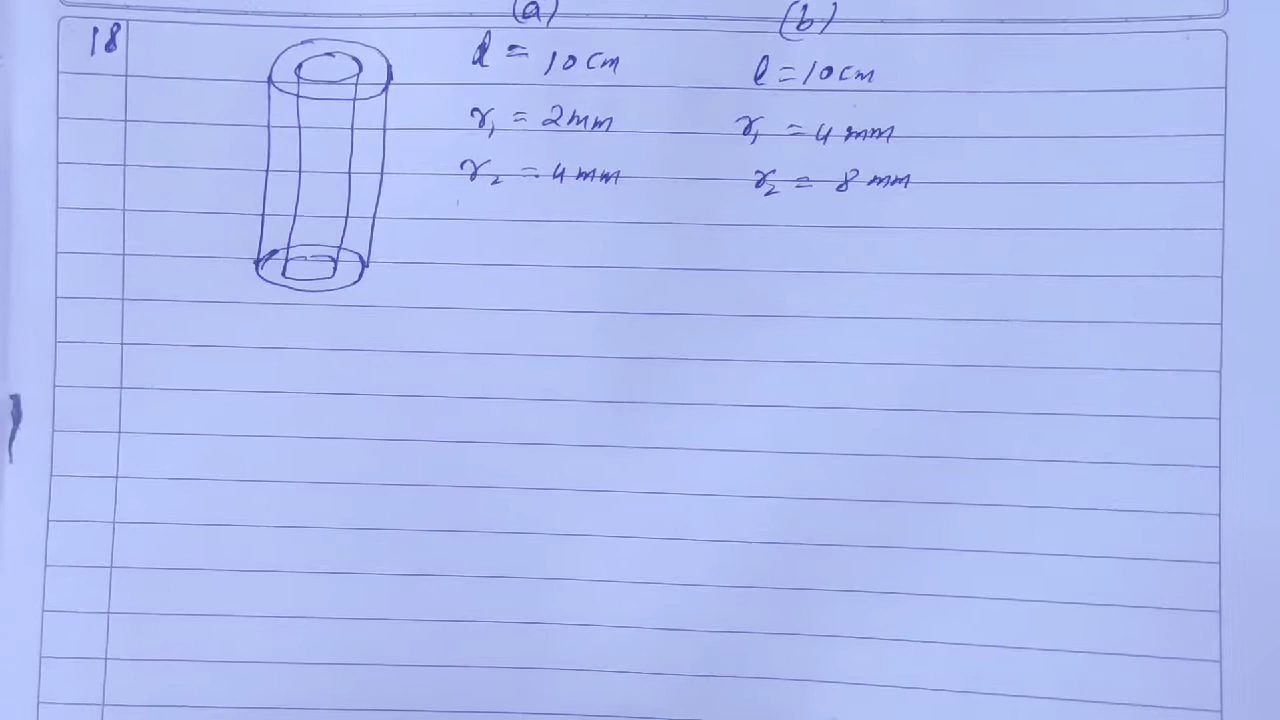 (a) (b)
18 l = 10 cm l = 10 cm
r₁ = 2 mm r₁ = 4 mm
r₂ = 4 mm r₂ = 8 mm